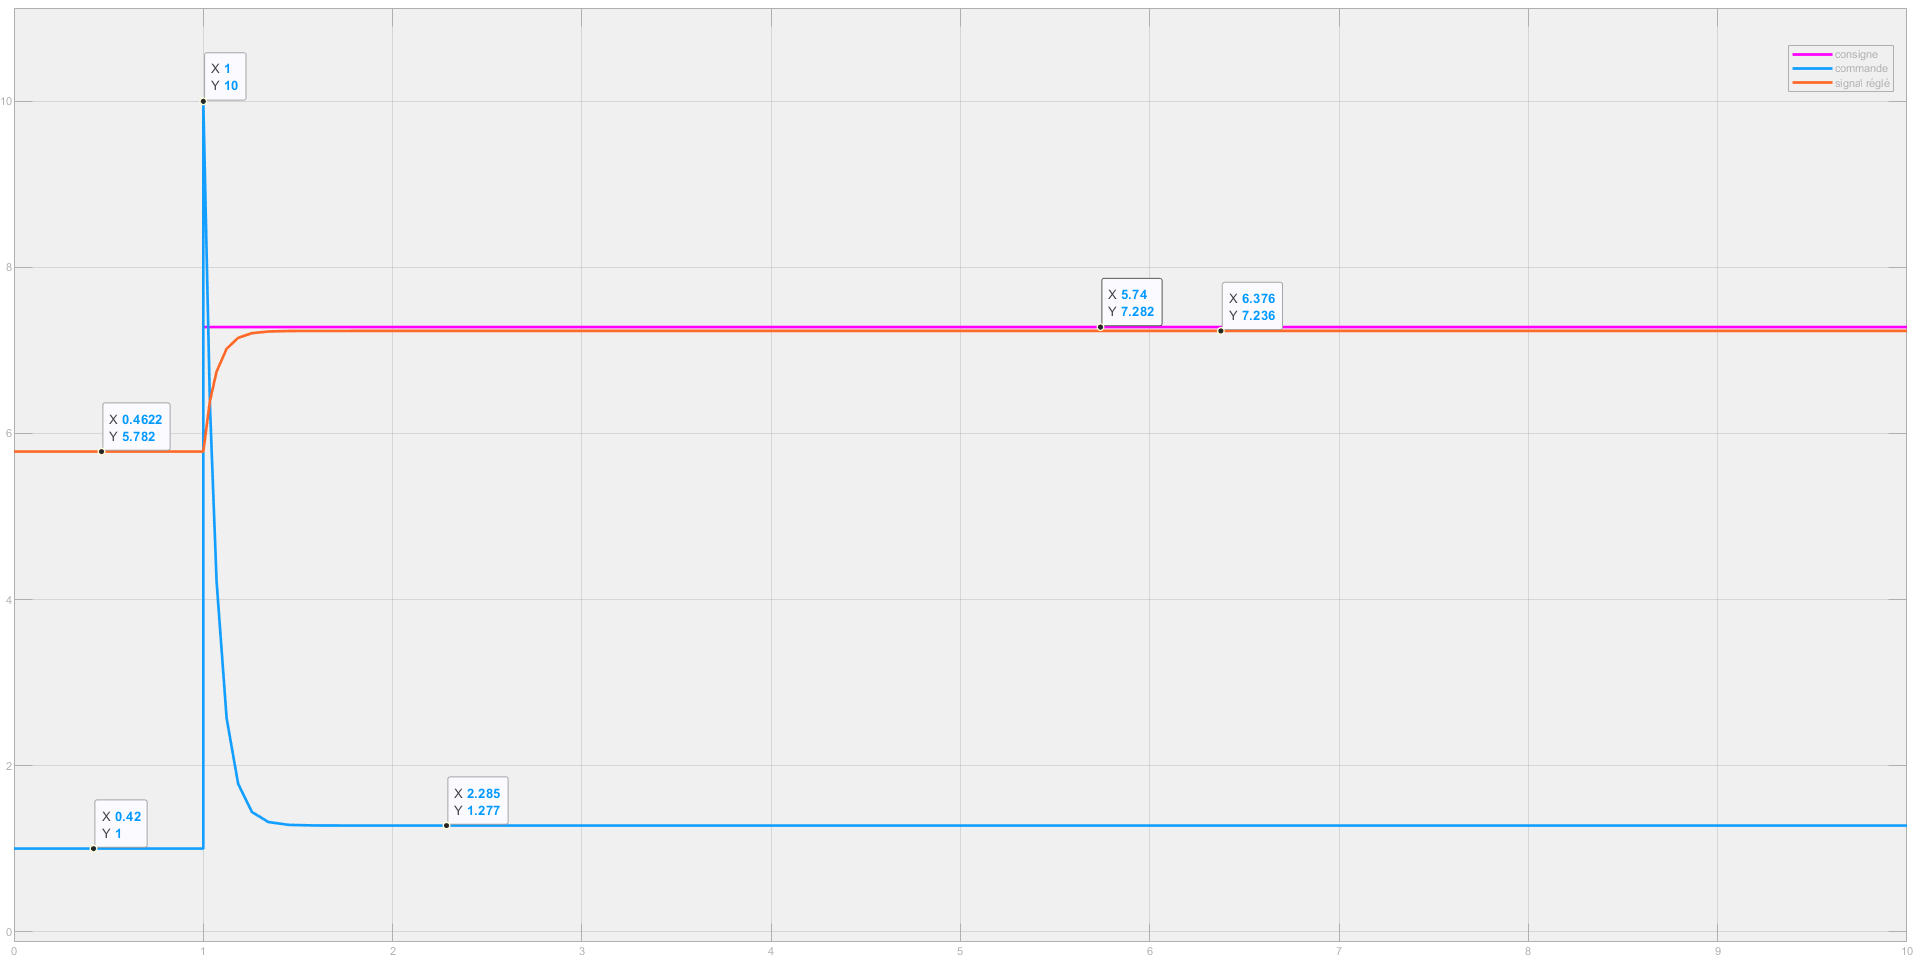 X 1
Y 10
consigne
commande
signal réglé
10
8
X 5.74
Y 7.282
X 6.376
Y 7.236
X 0.4622
Y 5.782
6
4
X 2.285
Y 1.277
2
X 0.42
Y 1
0
0 1 2 3 4 5 6 7 8 9 10